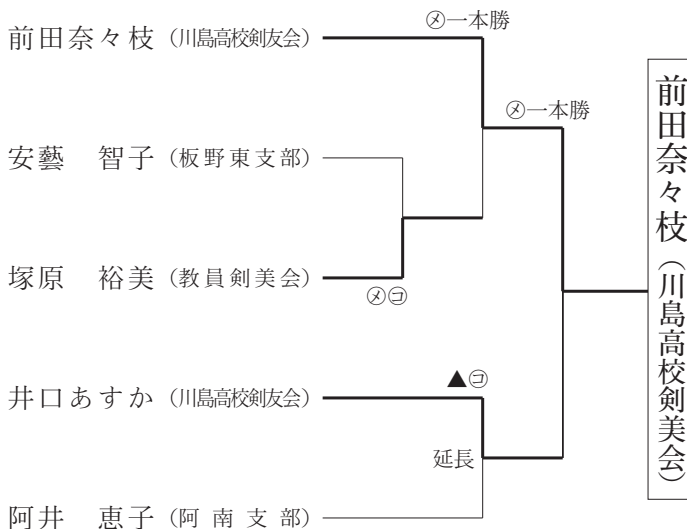 ㋱一本勝
前田奈々枝（川島高校剣友会）
㋱一本勝
安藝　智子（板野東支部）
塚原　裕美（教員剣美会）
㋱㋙
▲㋙
井口あすか（川島高校剣友会）
延長
阿井　恵子（阿南支部）
前田奈々枝（川島高校剣美会）